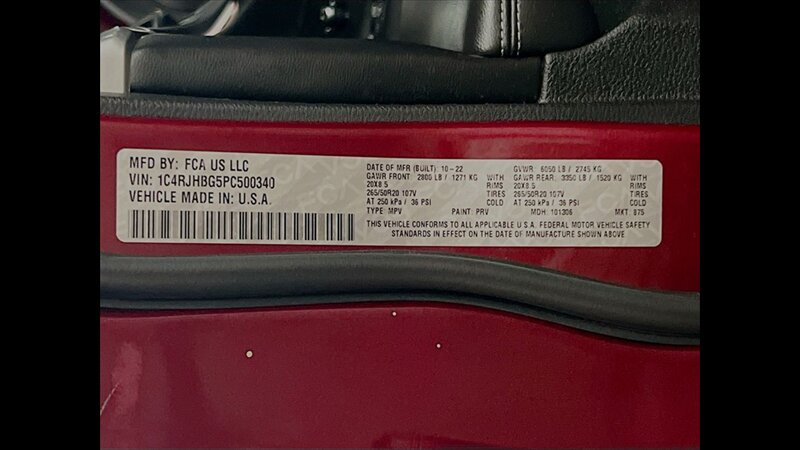 MFD BY: FCA US LLC
VIN: 1C4RJHBG5PC500340
VEHICLE MADE IN: U.S.A.
DATE OF MFR (BUILT): 10-22 GVWR: 6050 LB / 2745 KG
GAWR FRONT 2800 LB / 1271 KG WITH GAWR REAR: 3350 LB / 1520 KG WITH
20X8.5 RIMS 20X8.5 RIMS
265/50R20 107V TIRES 265/50R20 107V TIRES
AT 250 kPa / 36 PSI COLD AT 250 kPa / 36 PSI COLD
TYPE: MPV PAINT: PRV MDH: 101306 MKT: B75
THIS VEHICLE CONFORMS TO ALL APPLICABLE U.S.A. FEDERAL MOTOR VEHICLE SAFETY
STANDARDS IN EFFECT ON THE DATE OF MANUFACTURE SHOWN ABOVE